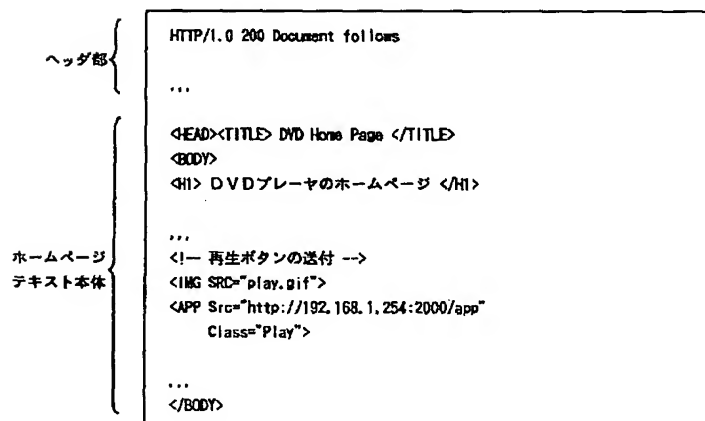 ヘッダ部
HTTP/1.0 200 Document follows
...
ホームページ
テキスト本体
<HEAD><TITLE> DVD Home Page </TITLE>
<BODY>
<H1> DVDプレーヤのホームページ </H1>
...
<!-- 再生ボタンの送付 -->
<IMG SRC="play.gif">
<APP Src="http://192.168.1.254:2000/app"
Class="Play">
...
</BODY>